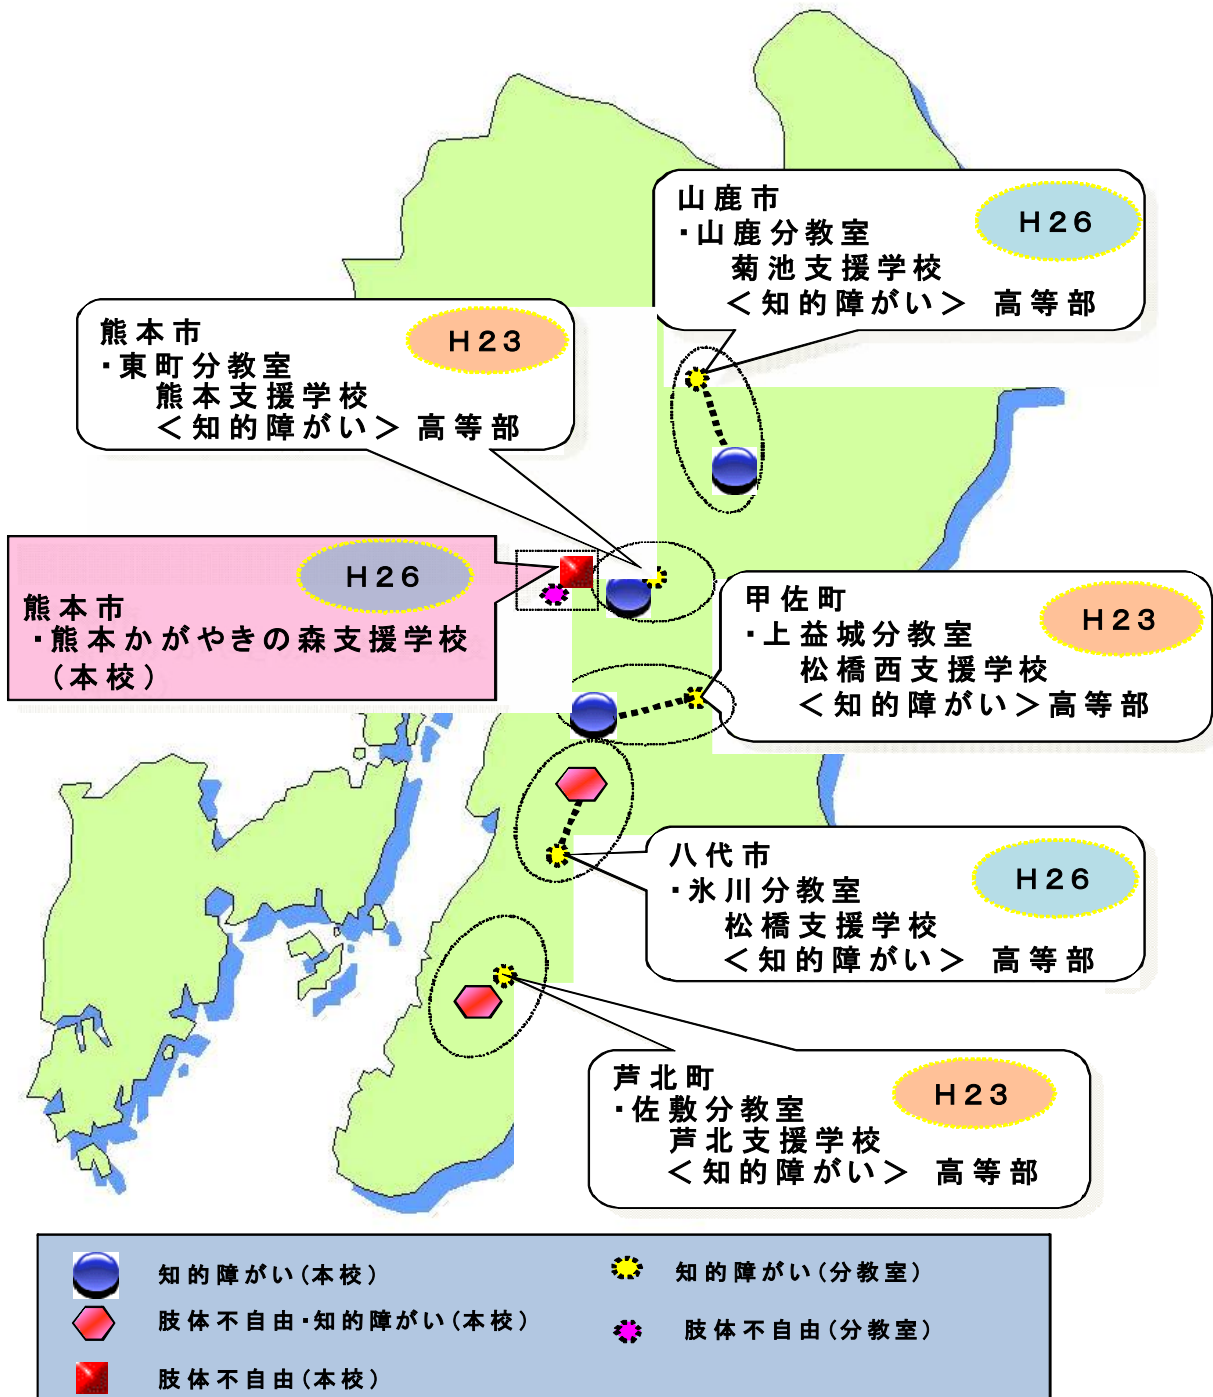 山鹿市
H26
・山鹿分教室
菊池支援学校
＜知的障がい＞ 高等部
熊本市
H23
・東町分教室
熊本支援学校
＜知的障がい＞ 高等部
H26
熊本市
・熊本かがやきの森支援学校
（本校）
甲佐町
H23
・上益城分教室
松橋西支援学校
＜知的障がい＞高等部
八代市
H26
・氷川分教室
松橋支援学校
＜知的障がい＞ 高等部
芦北町
H23
・佐敷分教室
芦北支援学校
＜知的障がい＞ 高等部
知的障がい（本校）
知的障がい（分教室）
肢体不自由・知的障がい（本校）
肢体不自由（分教室）
肢体不自由（本校）